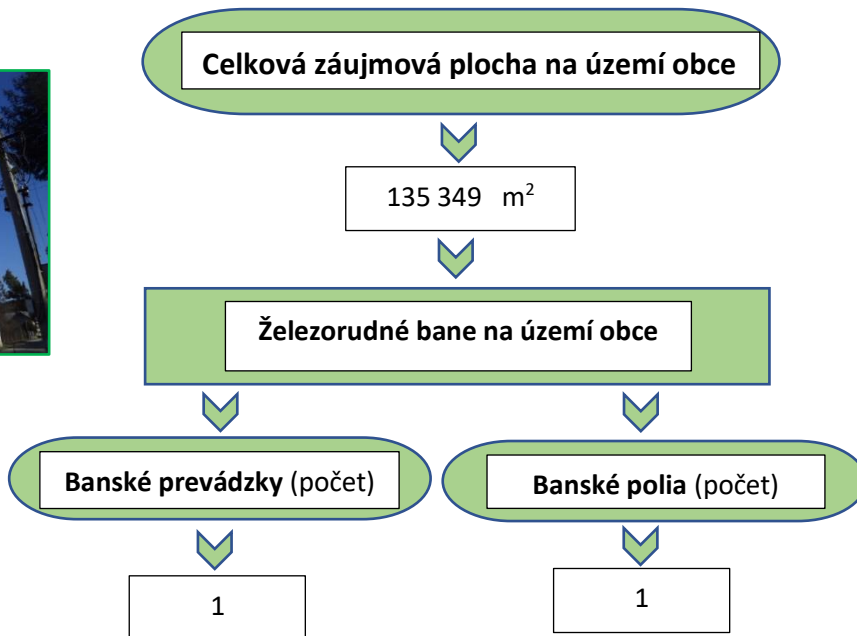 Celková záujmová plocha na území obce
135 349 m²
Železorudné bane na území obce
Banské prevádzky (počet)
Banské polia (počet)
1
1